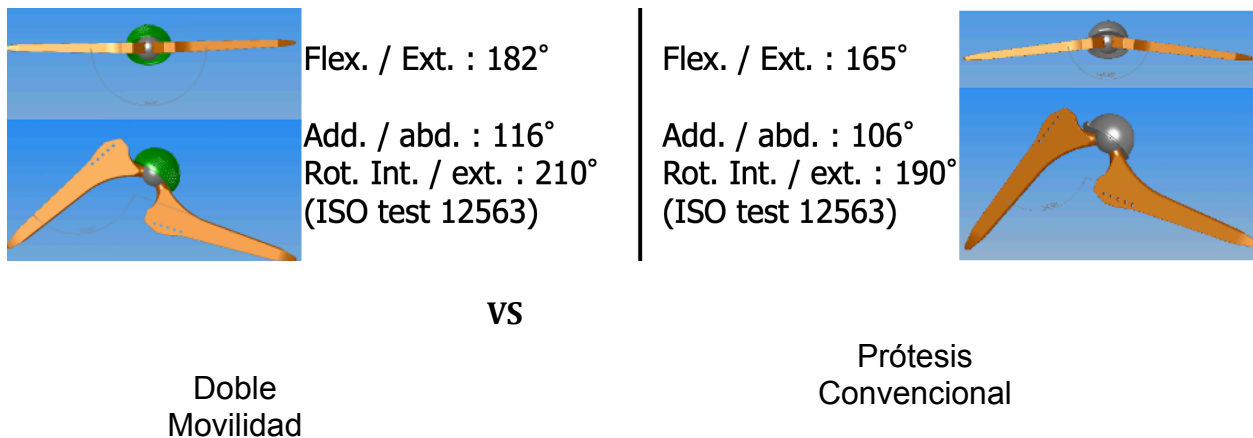 Flex. / Ext. : 182°
Add. / abd. : 116°
Rot. Int. / ext. : 210°
(ISO test 12563)
Flex. / Ext. : 165°
Add. / abd. : 106°
Rot. Int. / ext. : 190°
(ISO test 12563)
vs
Doble
Movilidad
Prótesis
Convencional